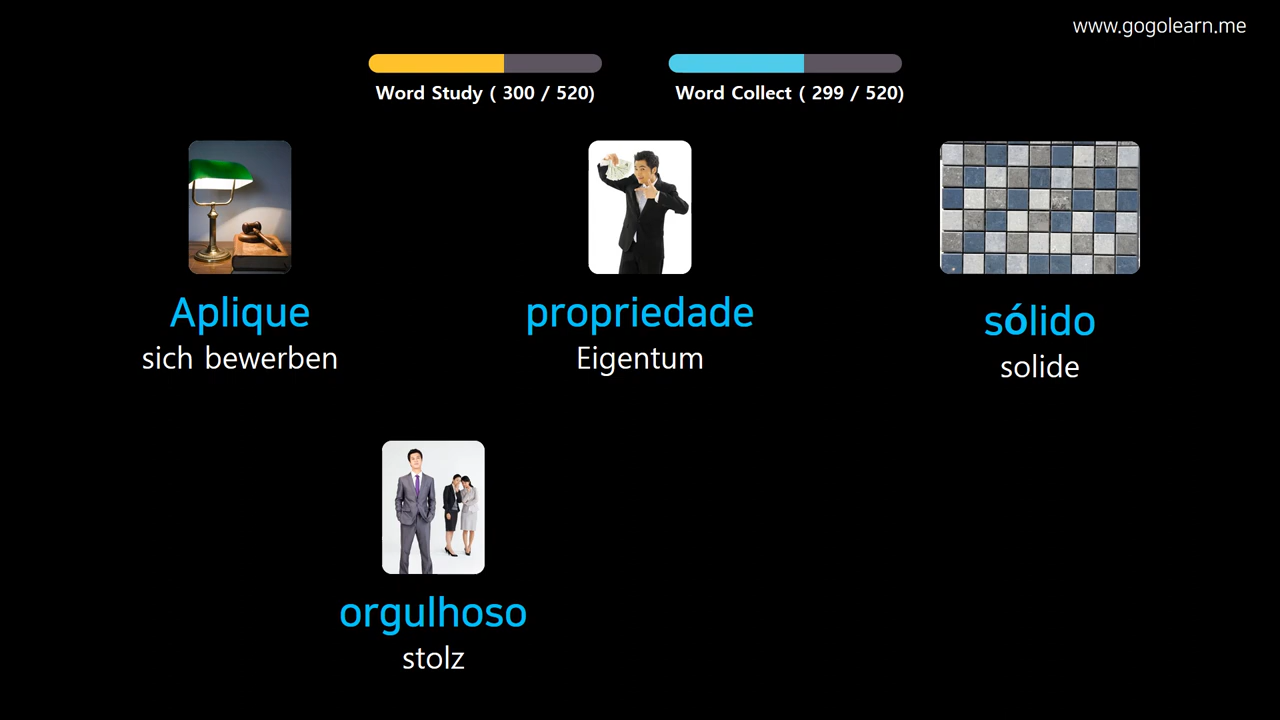 www.gogolearn.me
Word Study ( 300 / 520)
Word Collect ( 299 / 520)
Aplique
sich bewerben
propriedade
Eigentum
sólido
solide
orgulhoso
stolz